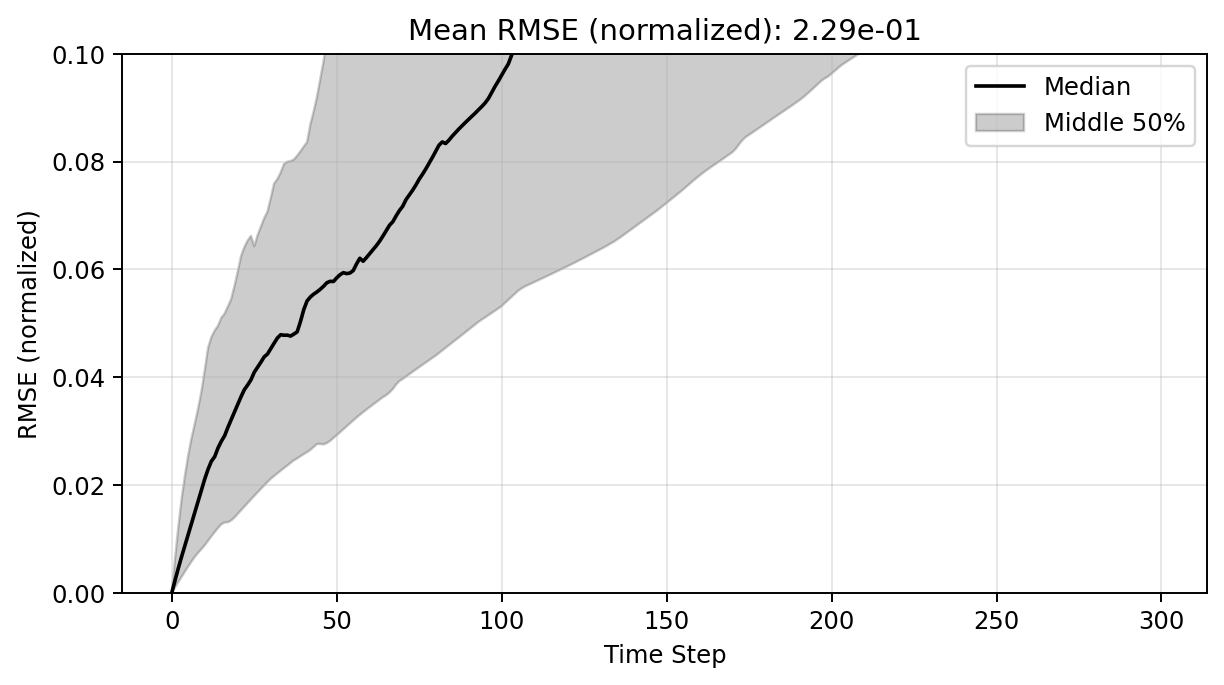 Mean RMSE (normalized): 2.29e-01
0.10
0.08
0.06
0.04
0.02
0.00
RMSE (normalized)
Median
Middle 50%
0 50 100 150 200 250 300
Time Step